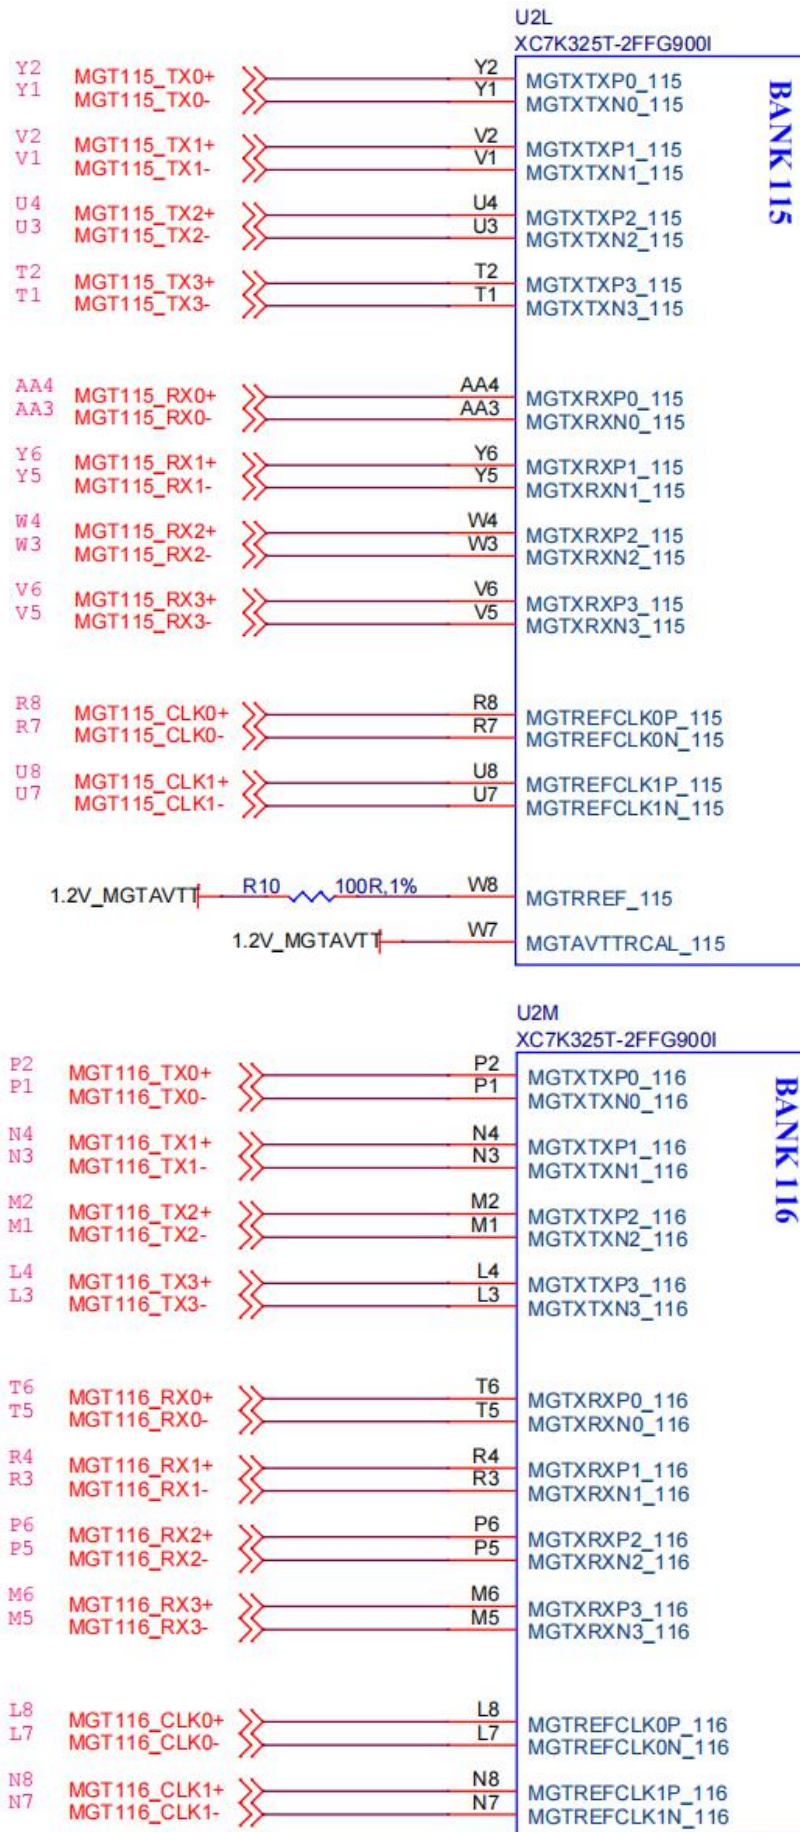 U2L
XC7K325T-2FFG900I
BANK 115
Y2 MGT115_TX0+ Y2 MGTXTXP0_115
Y1 MGT115_TX0- Y1 MGTXTXN0_115
V2 MGT115_TX1+ V2 MGTXTXP1_115
V1 MGT115_TX1- V1 MGTXTXN1_115
U4 MGT115_TX2+ U4 MGTXTXP2_115
U3 MGT115_TX2- U3 MGTXTXN2_115
T2 MGT115_TX3+ T2 MGTXTXP3_115
T1 MGT115_TX3- T1 MGTXTXN3_115
AA4 MGT115_RX0+ AA4 MGTXRXP0_115
AA3 MGT115_RX0- AA3 MGTXRXN0_115
Y6 MGT115_RX1+ Y6 MGTXRXP1_115
Y5 MGT115_RX1- Y5 MGTXRXN1_115
W4 MGT115_RX2+ W4 MGTXRXP2_115
W3 MGT115_RX2- W3 MGTXRXN2_115
V6 MGT115_RX3+ V6 MGTXRXP3_115
V5 MGT115_RX3- V5 MGTXRXN3_115
R8 MGT115_CLK0+ R8 MGTREFCLK0P_115
R7 MGT115_CLK0- R7 MGTREFCLK0N_115
U8 MGT115_CLK1+ U8 MGTREFCLK1P_115
U7 MGT115_CLK1- U7 MGTREFCLK1N_115
1.2V_MGTAVTT R10 100R,1% W8 MGTRREF_115
1.2V_MGTAVTT W7 MGTAVTTRCAL_115
U2M
XC7K325T-2FFG900I
BANK 116
P2 MGT116_TX0+ P2 MGTXTXP0_116
P1 MGT116_TX0- P1 MGTXTXN0_116
N4 MGT116_TX1+ N4 MGTXTXP1_116
N3 MGT116_TX1- N3 MGTXTXN1_116
M2 MGT116_TX2+ M2 MGTXTXP2_116
M1 MGT116_TX2- M1 MGTXTXN2_116
L4 MGT116_TX3+ L4 MGTXTXP3_116
L3 MGT116_TX3- L3 MGTXTXN3_116
T6 MGT116_RX0+ T6 MGTXRXP0_116
T5 MGT116_RX0- T5 MGTXRXN0_116
R4 MGT116_RX1+ R4 MGTXRXP1_116
R3 MGT116_RX1- R3 MGTXRXN1_116
P6 MGT116_RX2+ P6 MGTXRXP2_116
P5 MGT116_RX2- P5 MGTXRXN2_116
M6 MGT116_RX3+ M6 MGTXRXP3_116
M5 MGT116_RX3- M5 MGTXRXN3_116
L8 MGT116_CLK0+ L8 MGTREFCLK0P_116
L7 MGT116_CLK0- L7 MGTREFCLK0N_116
N8 MGT116_CLK1+ N8 MGTREFCLK1P_116
N7 MGT116_CLK1- N7 MGTREFCLK1N_116